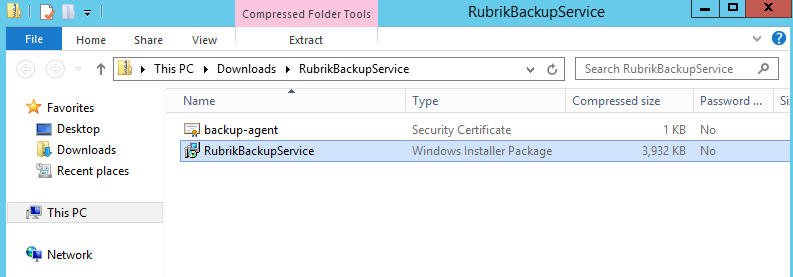 Compressed Folder Tools RubrikBackupService
File Home Share View Extract
This PC Downloads RubrikBackupService Search RubrikBackupService
Favorites
Desktop
Downloads
Recent places
This PC
Network
Name Type Compressed size Password ...
backup-agent Security Certificate 1 KB No
RubrikBackupService Windows Installer Package 3,932 KB No